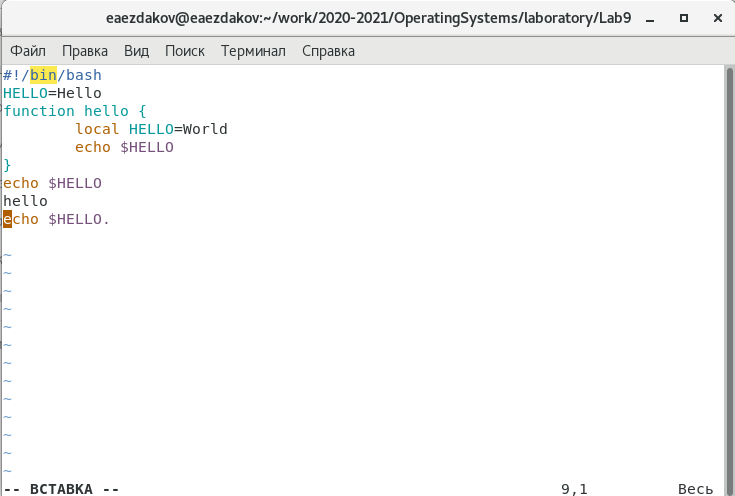 eaezdakov@eaezdakov:~/work/2020-2021/OperatingSystems/laboratory/Lab9
Файл Правка Вид Поиск Терминал Справка
#!/bin/bash
HELLO=Hello
function hello {
        local HELLO=World
        echo $HELLO
}
echo $HELLO
hello
echo $HELLO.
~
~
~
~
~
~
~
~
~
~
~
~
~
-- ВСТАВКА -- 9,1 Весь